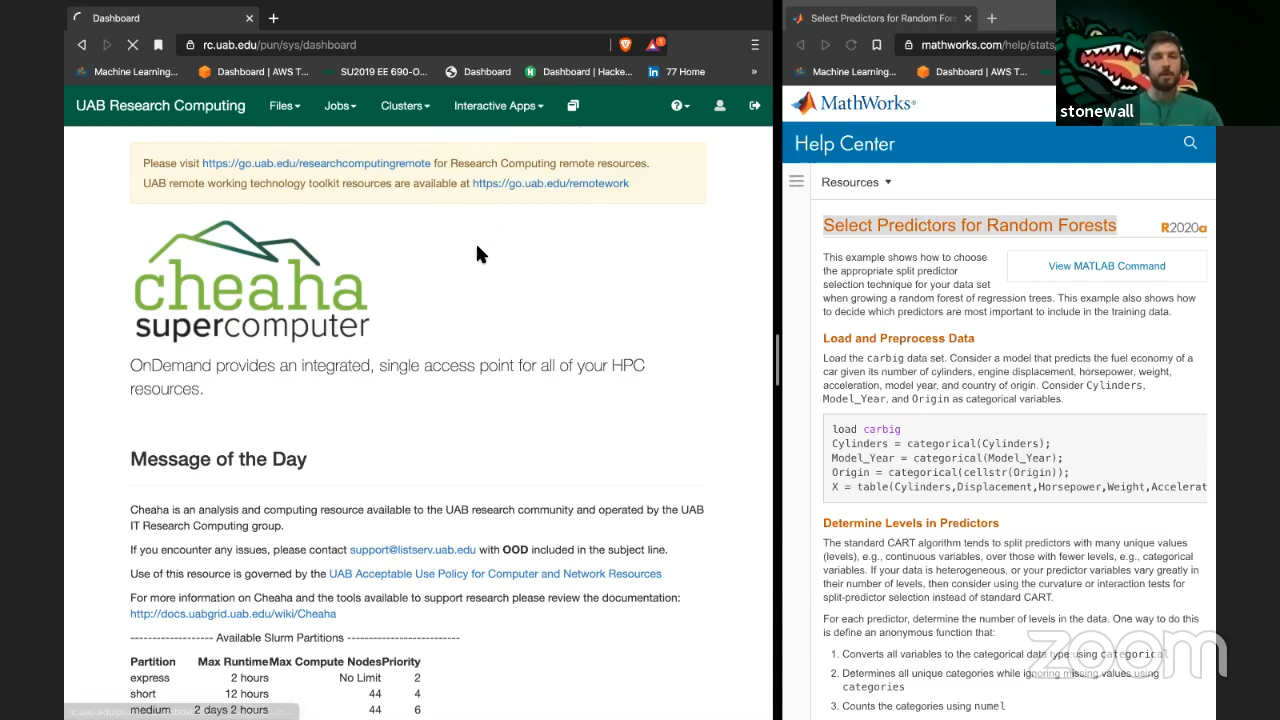 Dashboard
rc.uab.edu/pun/sys/dashboard
Machine Learning,...
Dashboard | AWS T...
SU2019 EE 690-O...
Dashboard
Dashboard | Hacke...
77 Home
»
UAB Research Computing
Files
Jobs
Clusters
Interactive Apps
Please visit https://go.uab.edu/researchcomputingremote for Research Computing remote resources.
UAB remote working technology toolkit resources are available at https://go.uab.edu/remotework
cheaha
supercomputer
OnDemand provides an integrated, single access point for all of your HPC
resources.
Message of the Day
Cheaha is an analysis and computing resource available to the UAB research community and operated by the UAB
IT Research Computing group.
If you encounter any issues, please contact support@listserv.uab.edu with OOD included in the subject line.
Use of this resource is governed by the UAB Acceptable Use Policy for Computer and Network Resources
For more information on Cheaha and the tools available to support research please review the documentation:
http://docs.uabgrid.uab.edu/wiki/Cheaha
------------------- Available Slurm Partitions --------------------------
Partition Max Runtime Max Compute Nodes Priority
express 2 hours No Limit 2
short 12 hours 44 4
medium 2 days 2 hours 44 6
Select Predictors for Random For
mathworks.com/help/stats
Machine Learning,...
Dashboard | AWS T...
stonewall
MathWorks®
Help Center
Resources
Select Predictors for Random Forests
R2020a
This example shows how to choose
the appropriate split predictor
selection technique for your data set
View MATLAB Command
when growing a random forest of regression trees. This example also shows how
to decide which predictors are most important to include in the training data.
Load and Preprocess Data
Load the carbig data set. Consider a model that predicts the fuel economy of a
car given its number of cylinders, engine displacement, horsepower, weight,
acceleration, model year, and country of origin. Consider Cylinders,
Model_Year, and Origin as categorical variables.
load carbig
Cylinders = categorical(Cylinders);
Model_Year = categorical(Model_Year);
Origin = categorical(cellstr(Origin));
X = table(Cylinders,Displacement,Horsepower,Weight,Accelerat
Determine Levels in Predictors
The standard CART algorithm tends to split predictors with many unique values
(levels), e.g., continuous variables, over those with fewer levels, e.g., categorical
variables. If your data is heterogeneous, or your predictor variables vary greatly in
their number of levels, then consider using the curvature or interaction tests for
split-predictor selection instead of standard CART.
For each predictor, determine the number of levels in the data. One way to do this
is define an anonymous function that:
1. Converts all variables to the categorical data type using categorical
2. Determines all unique categories while ignoring missing values using
categories
3. Counts the categories using numel
zoom